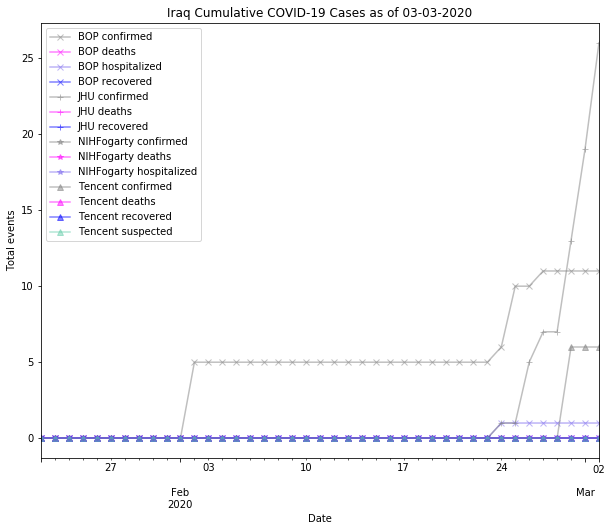 Iraq Cumulative COVID-19 Cases as of 03-03-2020
BOP confirmed
BOP deaths
BOP hospitalized
BOP recovered
JHU confirmed
JHU deaths
JHU recovered
NIHFogarty confirmed
NIHFogarty deaths
NIHFogarty hospitalized
Tencent confirmed
Tencent deaths
Tencent recovered
Tencent suspected
25
20
15
10
5
0
Total events
27 03 10 17 24 02
Feb Mar
2020
Date